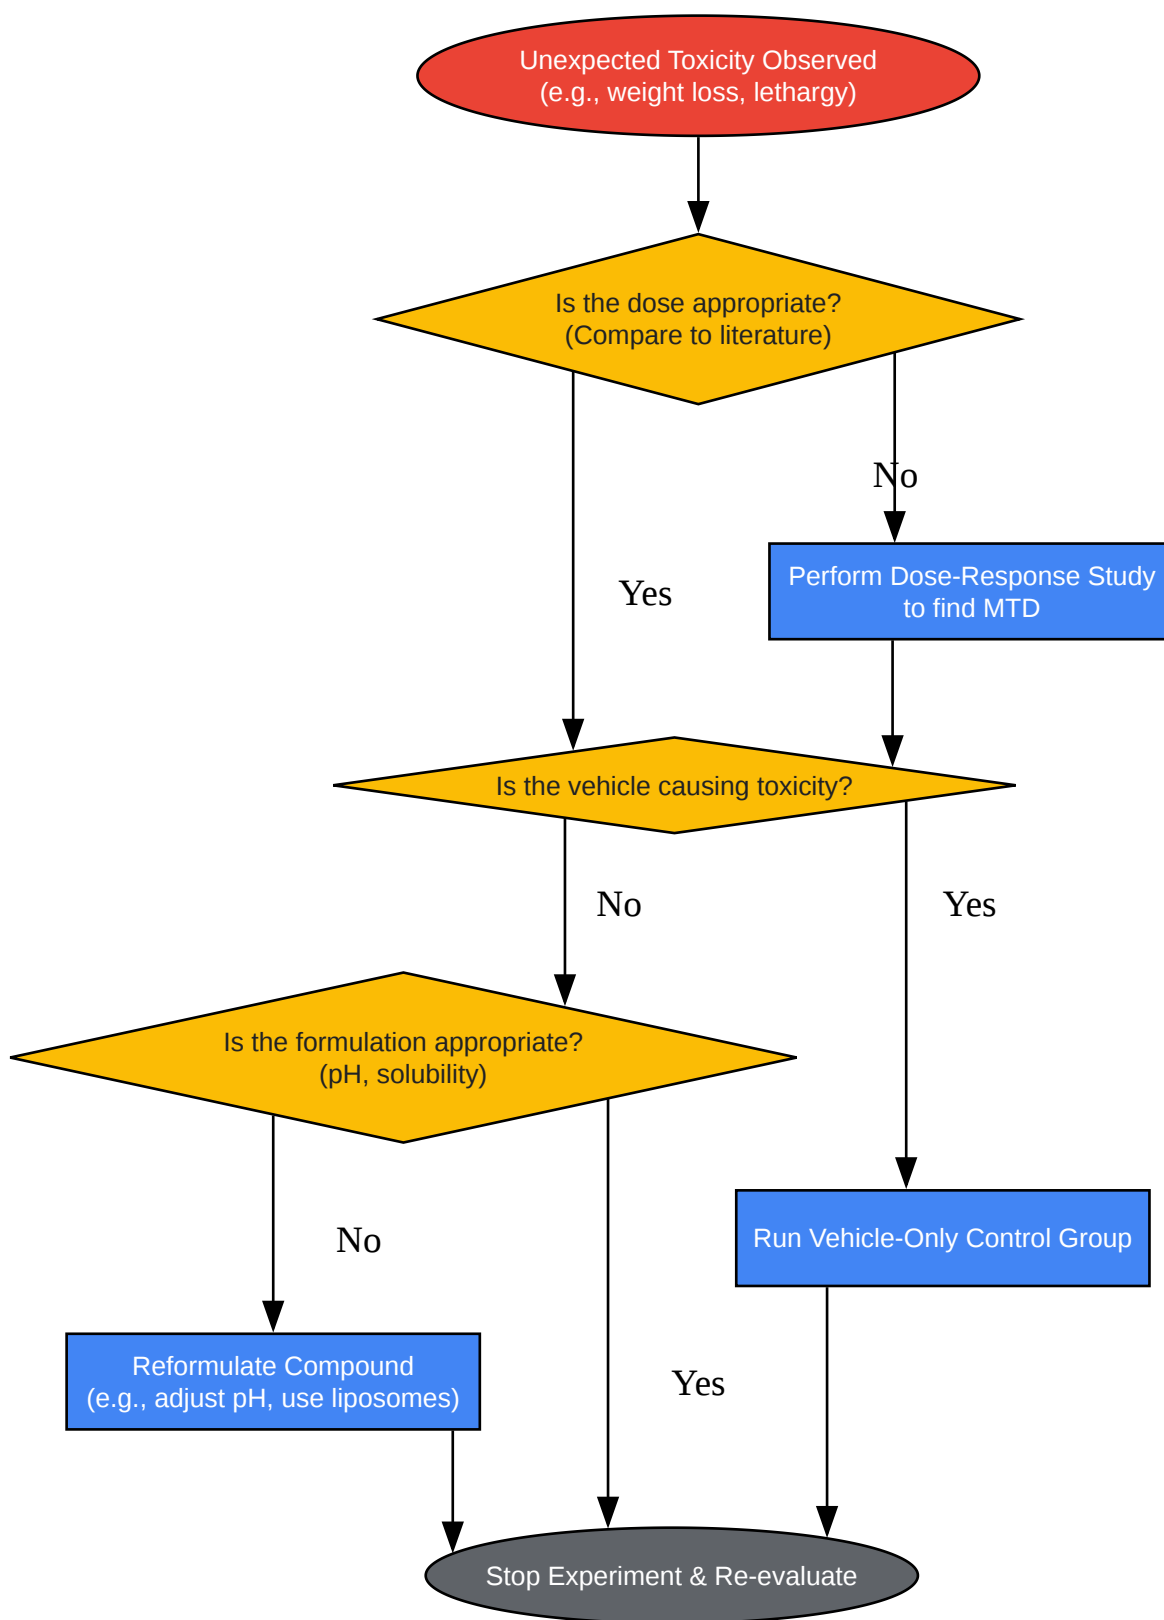 Unexpected Toxicity Observed
(e.g., weight loss, lethargy)
Is the dose appropriate?
(Compare to literature)
No
Yes
Perform Dose-Response Study
to find MTD
Is the vehicle causing toxicity?
No
Yes
Is the formulation appropriate?
(pH, solubility)
No
Run Vehicle-Only Control Group
Reformulate Compound
(e.g., adjust pH, use liposomes)
Yes
Stop Experiment & Re-evaluate